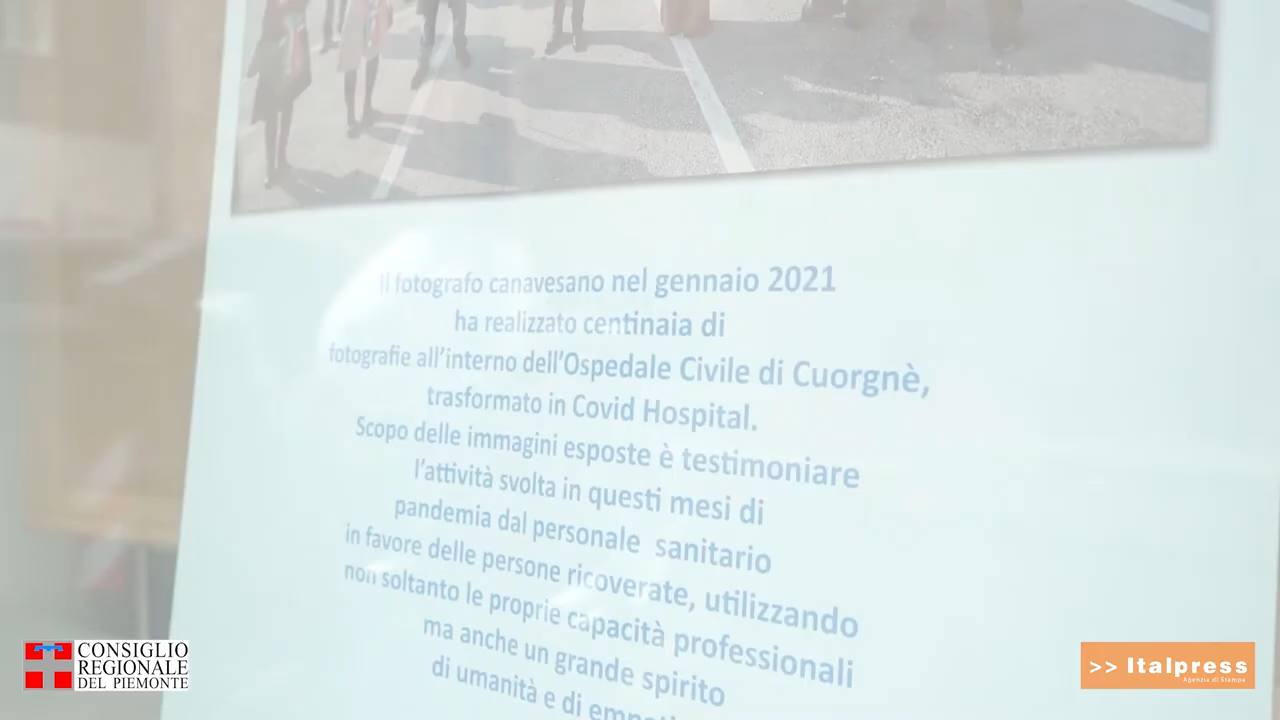 Il fotografo canavesano nel gennaio 2021
ha realizzato centinaia di
fotografie all'interno dell'Ospedale Civile di Cuorgnè,
trasformato in Covid Hospital.
Scopo delle immagini esposte è testimoniare
l'attività svolta in questi mesi di
pandemia dal personale sanitario
in favore delle persone ricoverate, utilizzando
non soltanto le proprie capacità professionali
ma anche un grande spirito
di umanità e di
CONSIGLIO
REGIONALE
DEL PIEMONTE
>> Italpress
Agenzia di Stampa